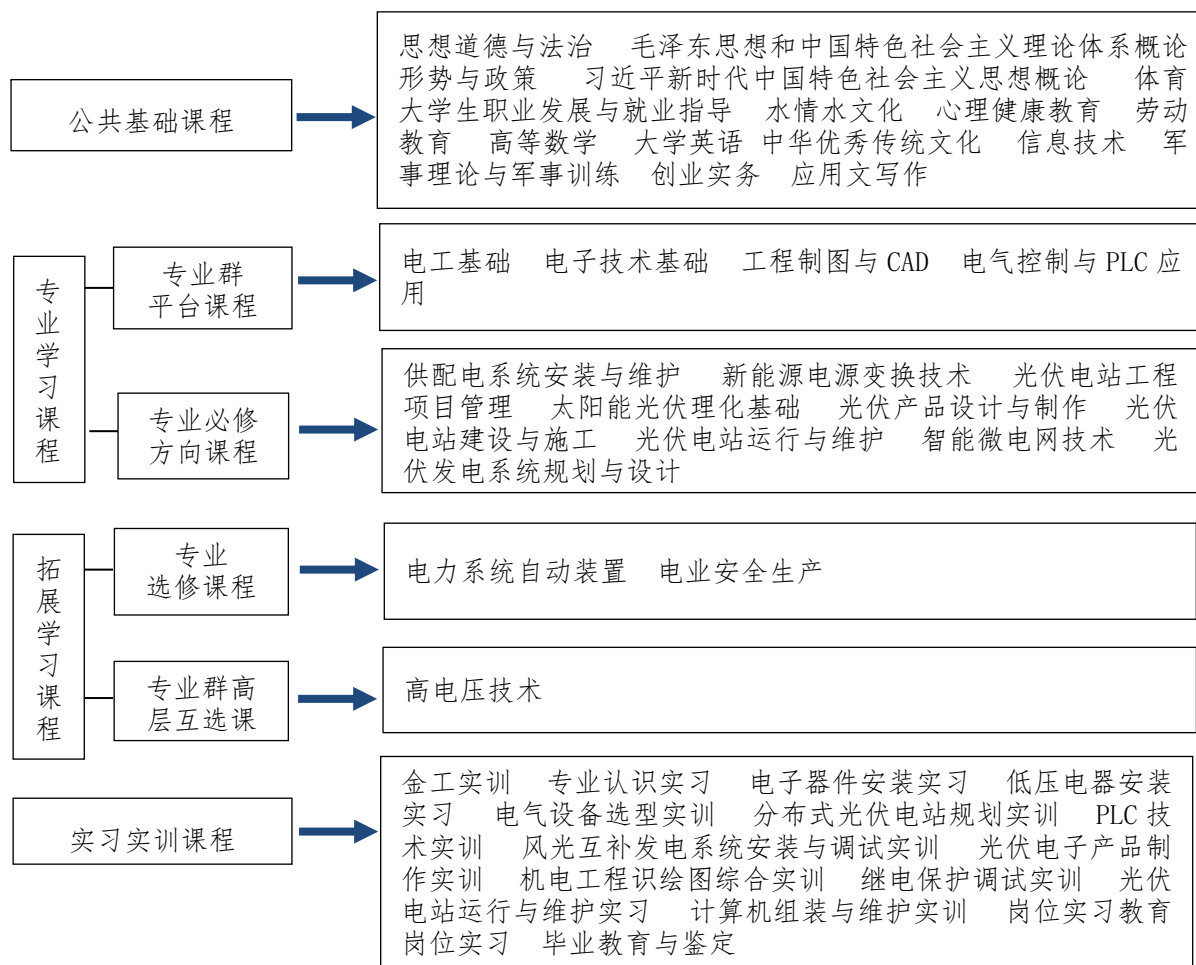 公共基础课程
思想道德与法治 毛泽东思想和中国特色社会主义理论体系概论
形势与政策 习近平新时代中国特色社会主义思想概论 体育
大学生职业发展与就业指导 水情水文化 心理健康教育 劳动
教育 高等数学 大学英语 中华优秀传统文化 信息技术 军
事理论与军事训练 创业实务 应用文写作
专业学习课程
专业群
平台课程
电工基础 电子技术基础 工程制图与 CAD 电气控制与 PLC 应
用
专业必修
方向课程
供配电系统安装与维护 新能源电源变换技术 光伏电站工程
项目管理 太阳能光伏理化基础 光伏产品设计与制作 光伏
电站建设与施工 光伏电站运行与维护 智能微电网技术 光
伏发电系统规划与设计
拓展学习课程
专业
选修课程
电力系统自动装置 电业安全生产
专业群高
层互选课
高电压技术
实习实训课程
金工实训 专业认识实习 电子器件安装实习 低压电器安装
实习 电气设备选型实训 分布式光伏电站规划实训 PLC 技
术实训 风光互补发电系统安装与调试实训 光伏电子产品制
作实训 机电工程识绘图综合实训 继电保护调试实训 光伏
电站运行与维护实习 计算机组装与维护实训 岗位实习教育
岗位实习 毕业教育与鉴定